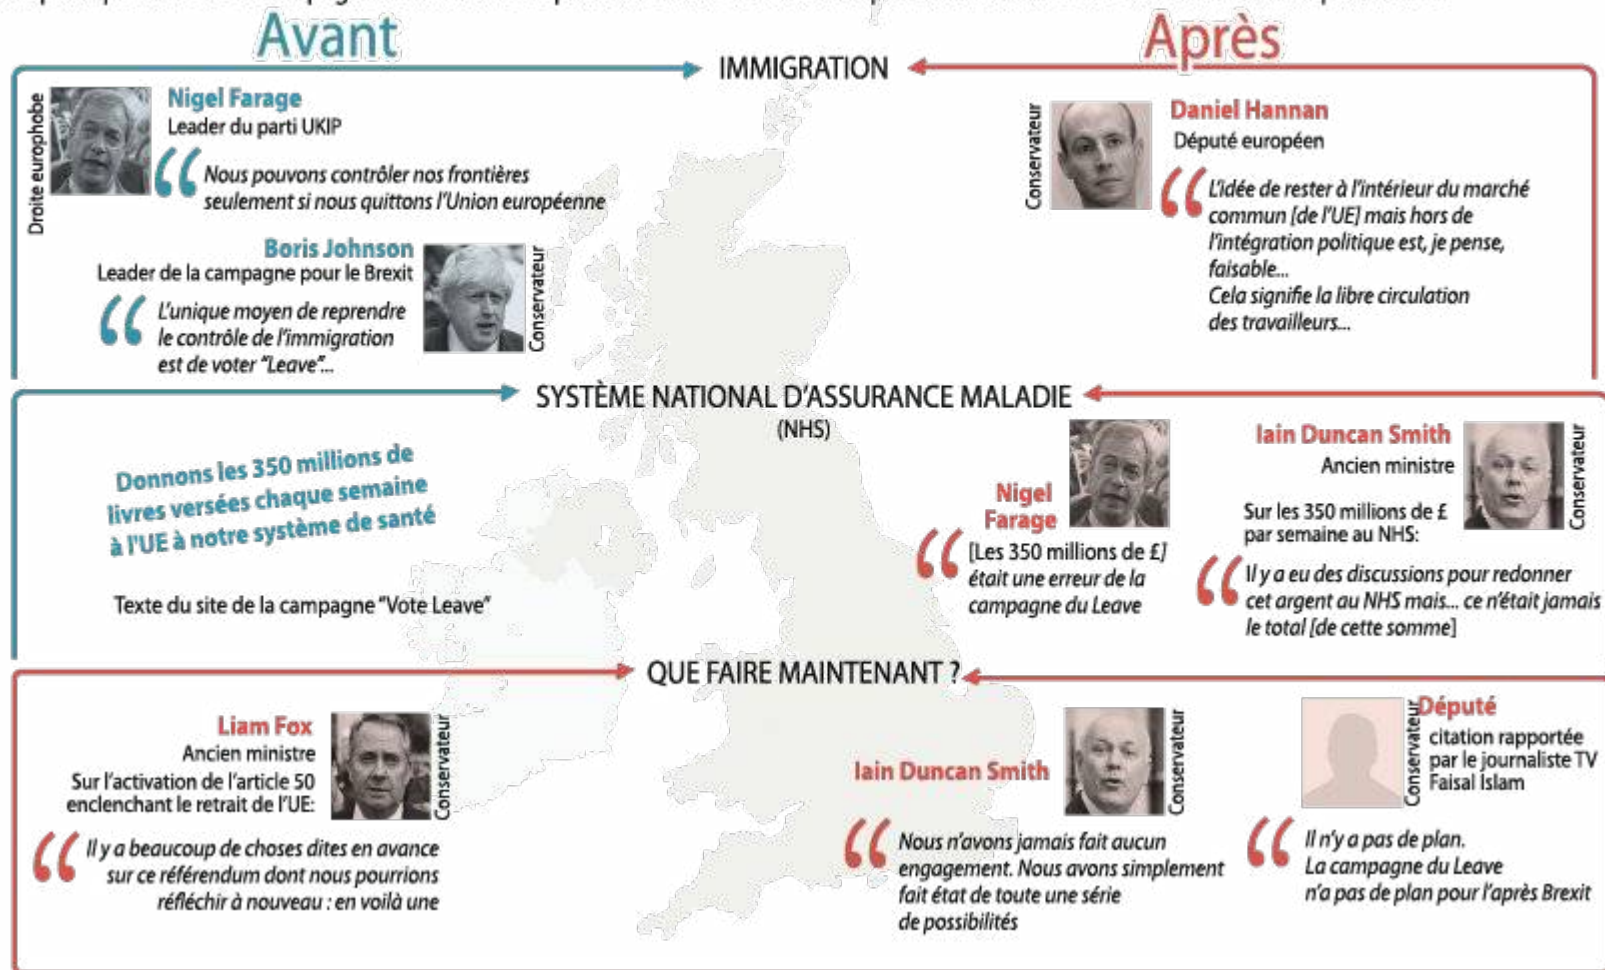 Avant
Après
IMMIGRATION
Droite europhobe
Nigel Farage
Leader du parti UKIP
Nous pouvons contrôler nos frontières
seulement si nous quittons l'Union européenne
Boris Johnson
Leader de la campagne pour le Brexit
Conservateur
L'unique moyen de reprendre
le contrôle de l'immigration
est de voter "Leave"...
Conservateur
Daniel Hannan
Député européen
L'idée de rester à l'intérieur du marché
commun [de l'UE] mais hors de
l'intégration politique est, je pense,
faisable...
Cela signifie la libre circulation
des travailleurs...
SYSTÈME NATIONAL D'ASSURANCE MALADIE
(NHS)
Donnons les 350 millions de
livres versées chaque semaine
à l'UE à notre système de santé
Texte du site de la campagne "Vote Leave"
Nigel
Farage
[Les 350 millions de £]
était une erreur de la
campagne du Leave
Iain Duncan Smith
Ancien ministre
Conservateur
Sur les 350 millions de £
par semaine au NHS:
Il y a eu des discussions pour redonner
cet argent au NHS mais... ce n'était jamais
le total [de cette somme]
QUE FAIRE MAINTENANT ?
Liam Fox
Ancien ministre
Conservateur
Sur l'activation de l'article 50
enclenchant le retrait de l'UE:
Il y a beaucoup de choses dites en avance
sur ce référendum dont nous pourrions
réfléchir à nouveau : en voilà une
Iain Duncan Smith
Conservateur
Nous n'avons jamais fait aucun
engagement. Nous avons simplement
fait état de toute une série
de possibilités
Conservateur
Député
citation rapportée
par le journaliste TV
Faisal Islam
Il n'y a pas de plan.
La campagne du Leave
n'a pas de plan pour l'après Brexit